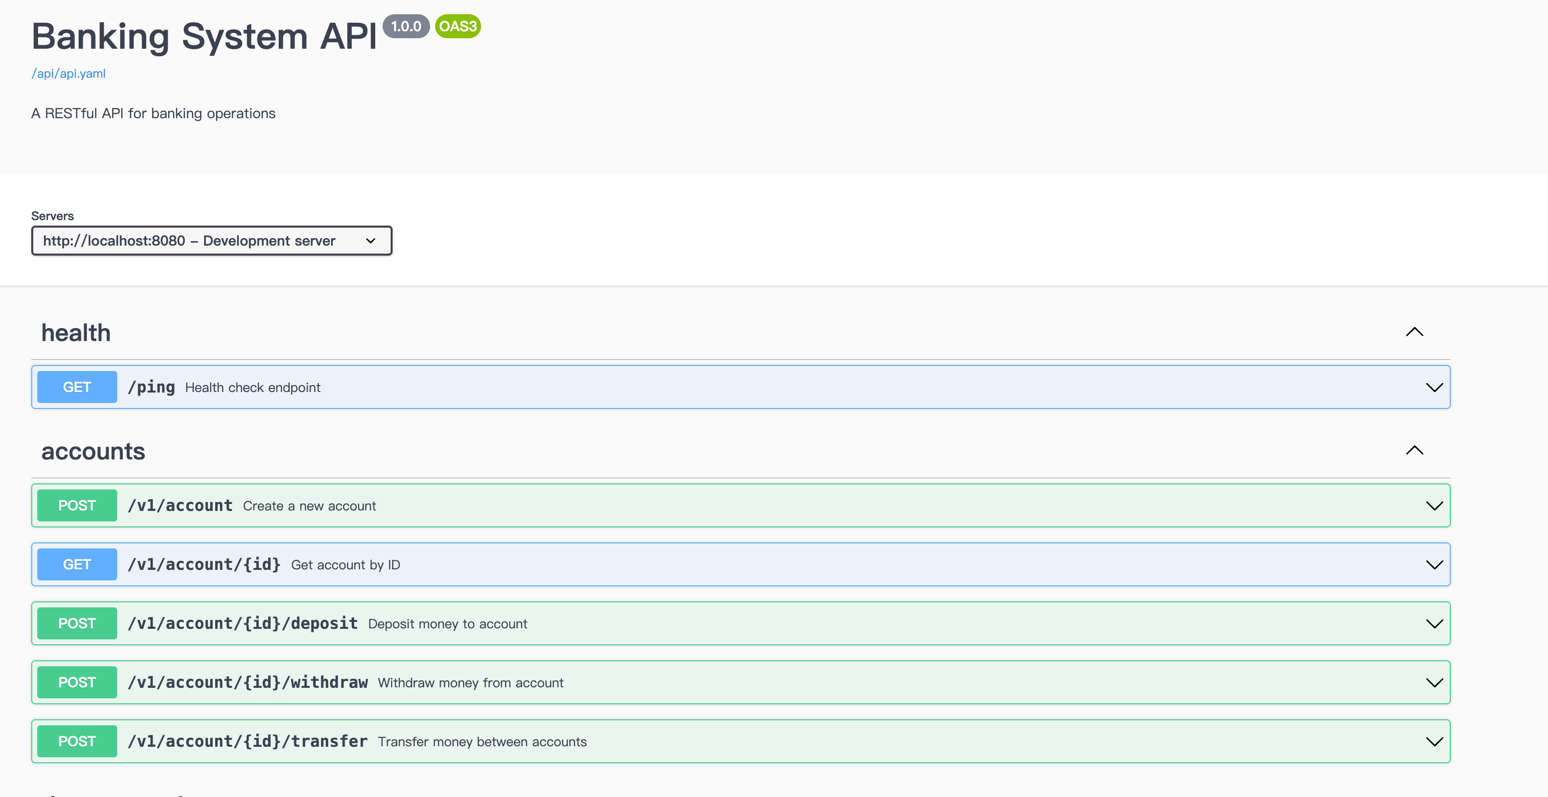 Banking System API 1.0.0 OAS3
/api/api.yaml
A RESTful API for banking operations
Servers
http://localhost:8080 – Development server
health
GET /ping Health check endpoint
accounts
POST /v1/account Create a new account
GET /v1/account/{id} Get account by ID
POST /v1/account/{id}/deposit Deposit money to account
POST /v1/account/{id}/withdraw Withdraw money from account
POST /v1/account/{id}/transfer Transfer money between accounts